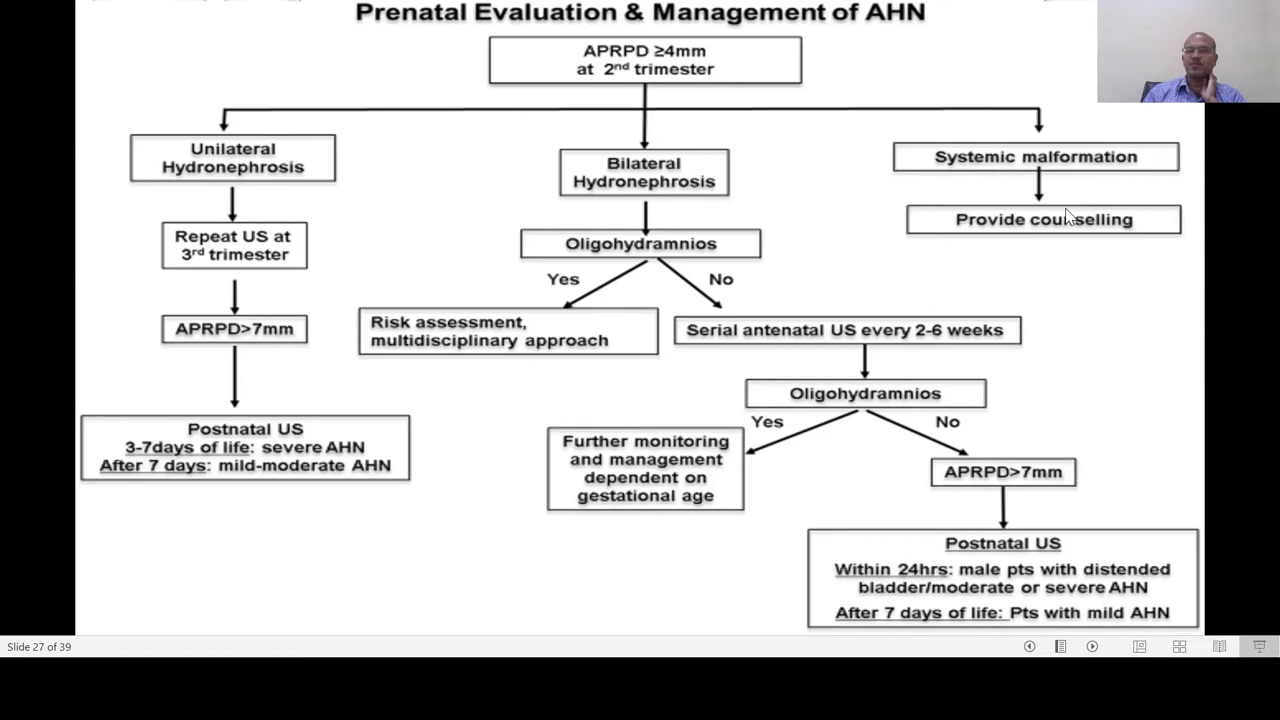 Prenatal Evaluation & Management of AHN
APRPD ≥4mm
at 2nd trimester
Unilateral
Hydronephrosis
Repeat US at
3rd trimester
APRPD>7mm
Postnatal US
3-7days of life: severe AHN
After 7 days: mild-moderate AHN
Bilateral
Hydronephrosis
Oligohydramnios
Yes
No
Risk assessment,
multidisciplinary approach
Serial antenatal US every 2-6 weeks
Oligohydramnios
Yes
No
Further monitoring
and management
dependent on
gestational age
APRPD>7mm
Postnatal US
Within 24hrs: male pts with distended
bladder/moderate or severe AHN
After 7 days of life: Pts with mild AHN
Systemic malformation
Provide counselling
Slide 27 of 39